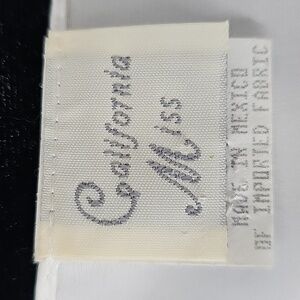 California
Miss
MADE IN MEXICO
OF IMPORTED FABRIC